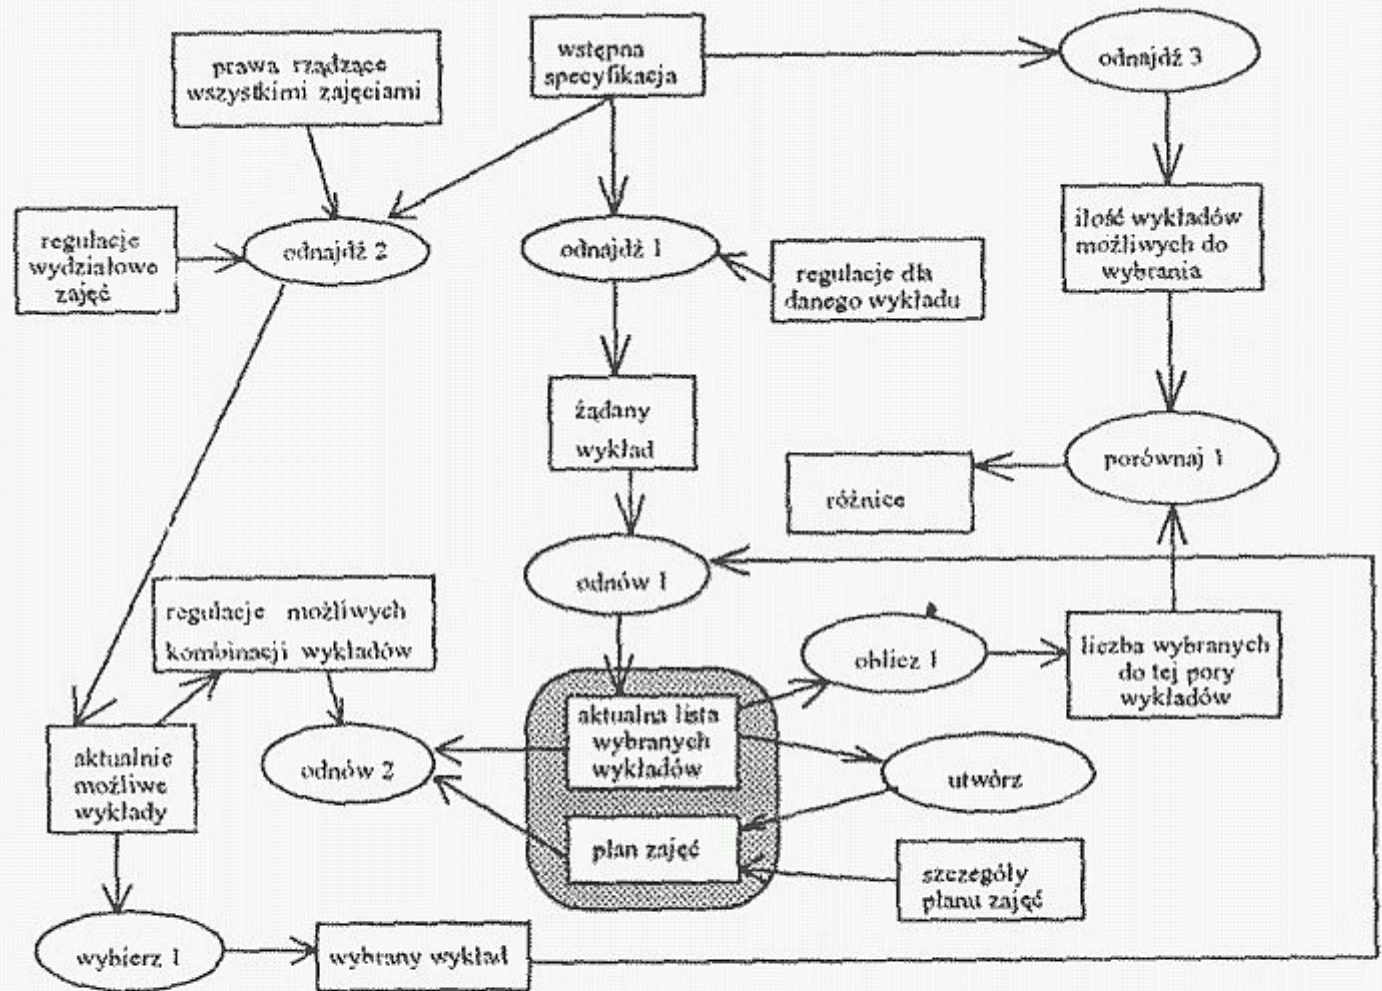 prawa rządzące
wszystkimi zajęciami
wstępna
specyfikacja
odnajdź 3
regulacje
wydziałowe
zajęć
odnajdź 2
odnajdź 1
regulacje dla
danego wykładu
ilość wykładów
możliwych do
wybrania
żądany
wykład
różnice
porównaj 1
odnów 1
regulacje możliwych
kombinacji wykładów
oblicz 1
liczba wybranych
do tej pory
wykładów
aktualnie
możliwe
wykłady
odnów 2
aktualna lista
wybranych
wykładów
utwórz
plan zajęć
szczegóły
planu zajęć
wybierz 1
wybrany wykład